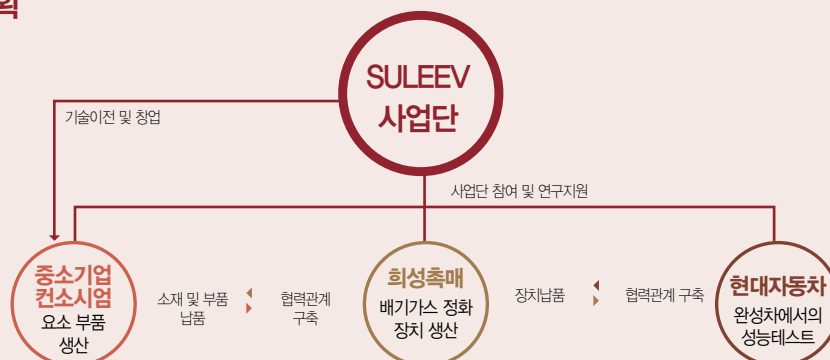 획
SULEEV
사업단
기술이전 및 창업
사업단 참여 및 연구지원
중소기업
컨소시엄
요소 부품
생산
소재 및 부품
납품
협력관계
구축
희성촉매
배기가스 정화
장치 생산
장치납품
협력관계 구축
현대자동차
완성차에서의
성능테스트